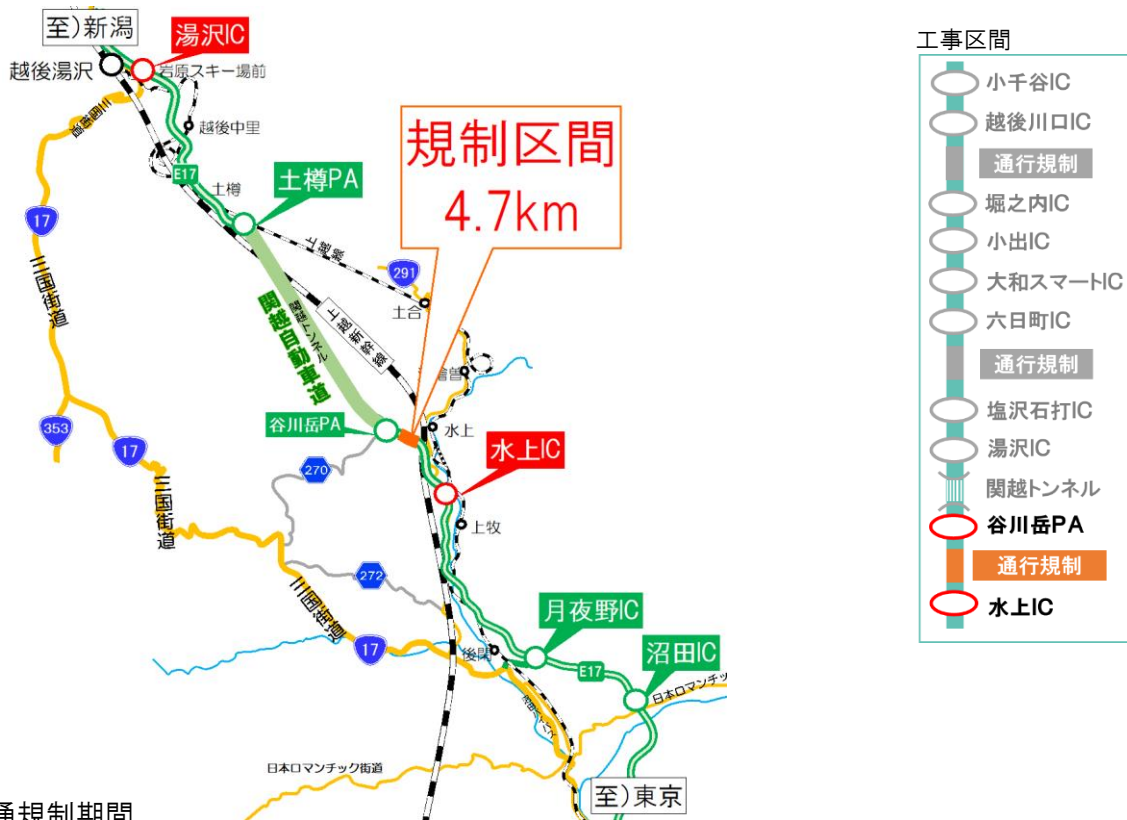 至)新潟
湯沢IC
越後湯沢
岩原スキー場前
三国街道
越後中里
E17
土樽
土樽PA
規制区間
4.7km
17
上越線
291
土合
三国街道
関越自動車道
関越トンネル
上越新幹線
谷川岳PA
水上
353
17
270
水上IC
三国街道
上牧
272
三国街道
月夜野IC
17
後閑
沼田IC
E17
日本ロマンチック
日本ロマンチック街道
至)東京
通規制期間
工事区間
小千谷IC
越後川口IC
通行規制
堀之内IC
小出IC
大和スマートIC
六日町IC
通行規制
塩沢石打IC
湯沢IC
関越トンネル
谷川岳PA
通行規制
水上IC